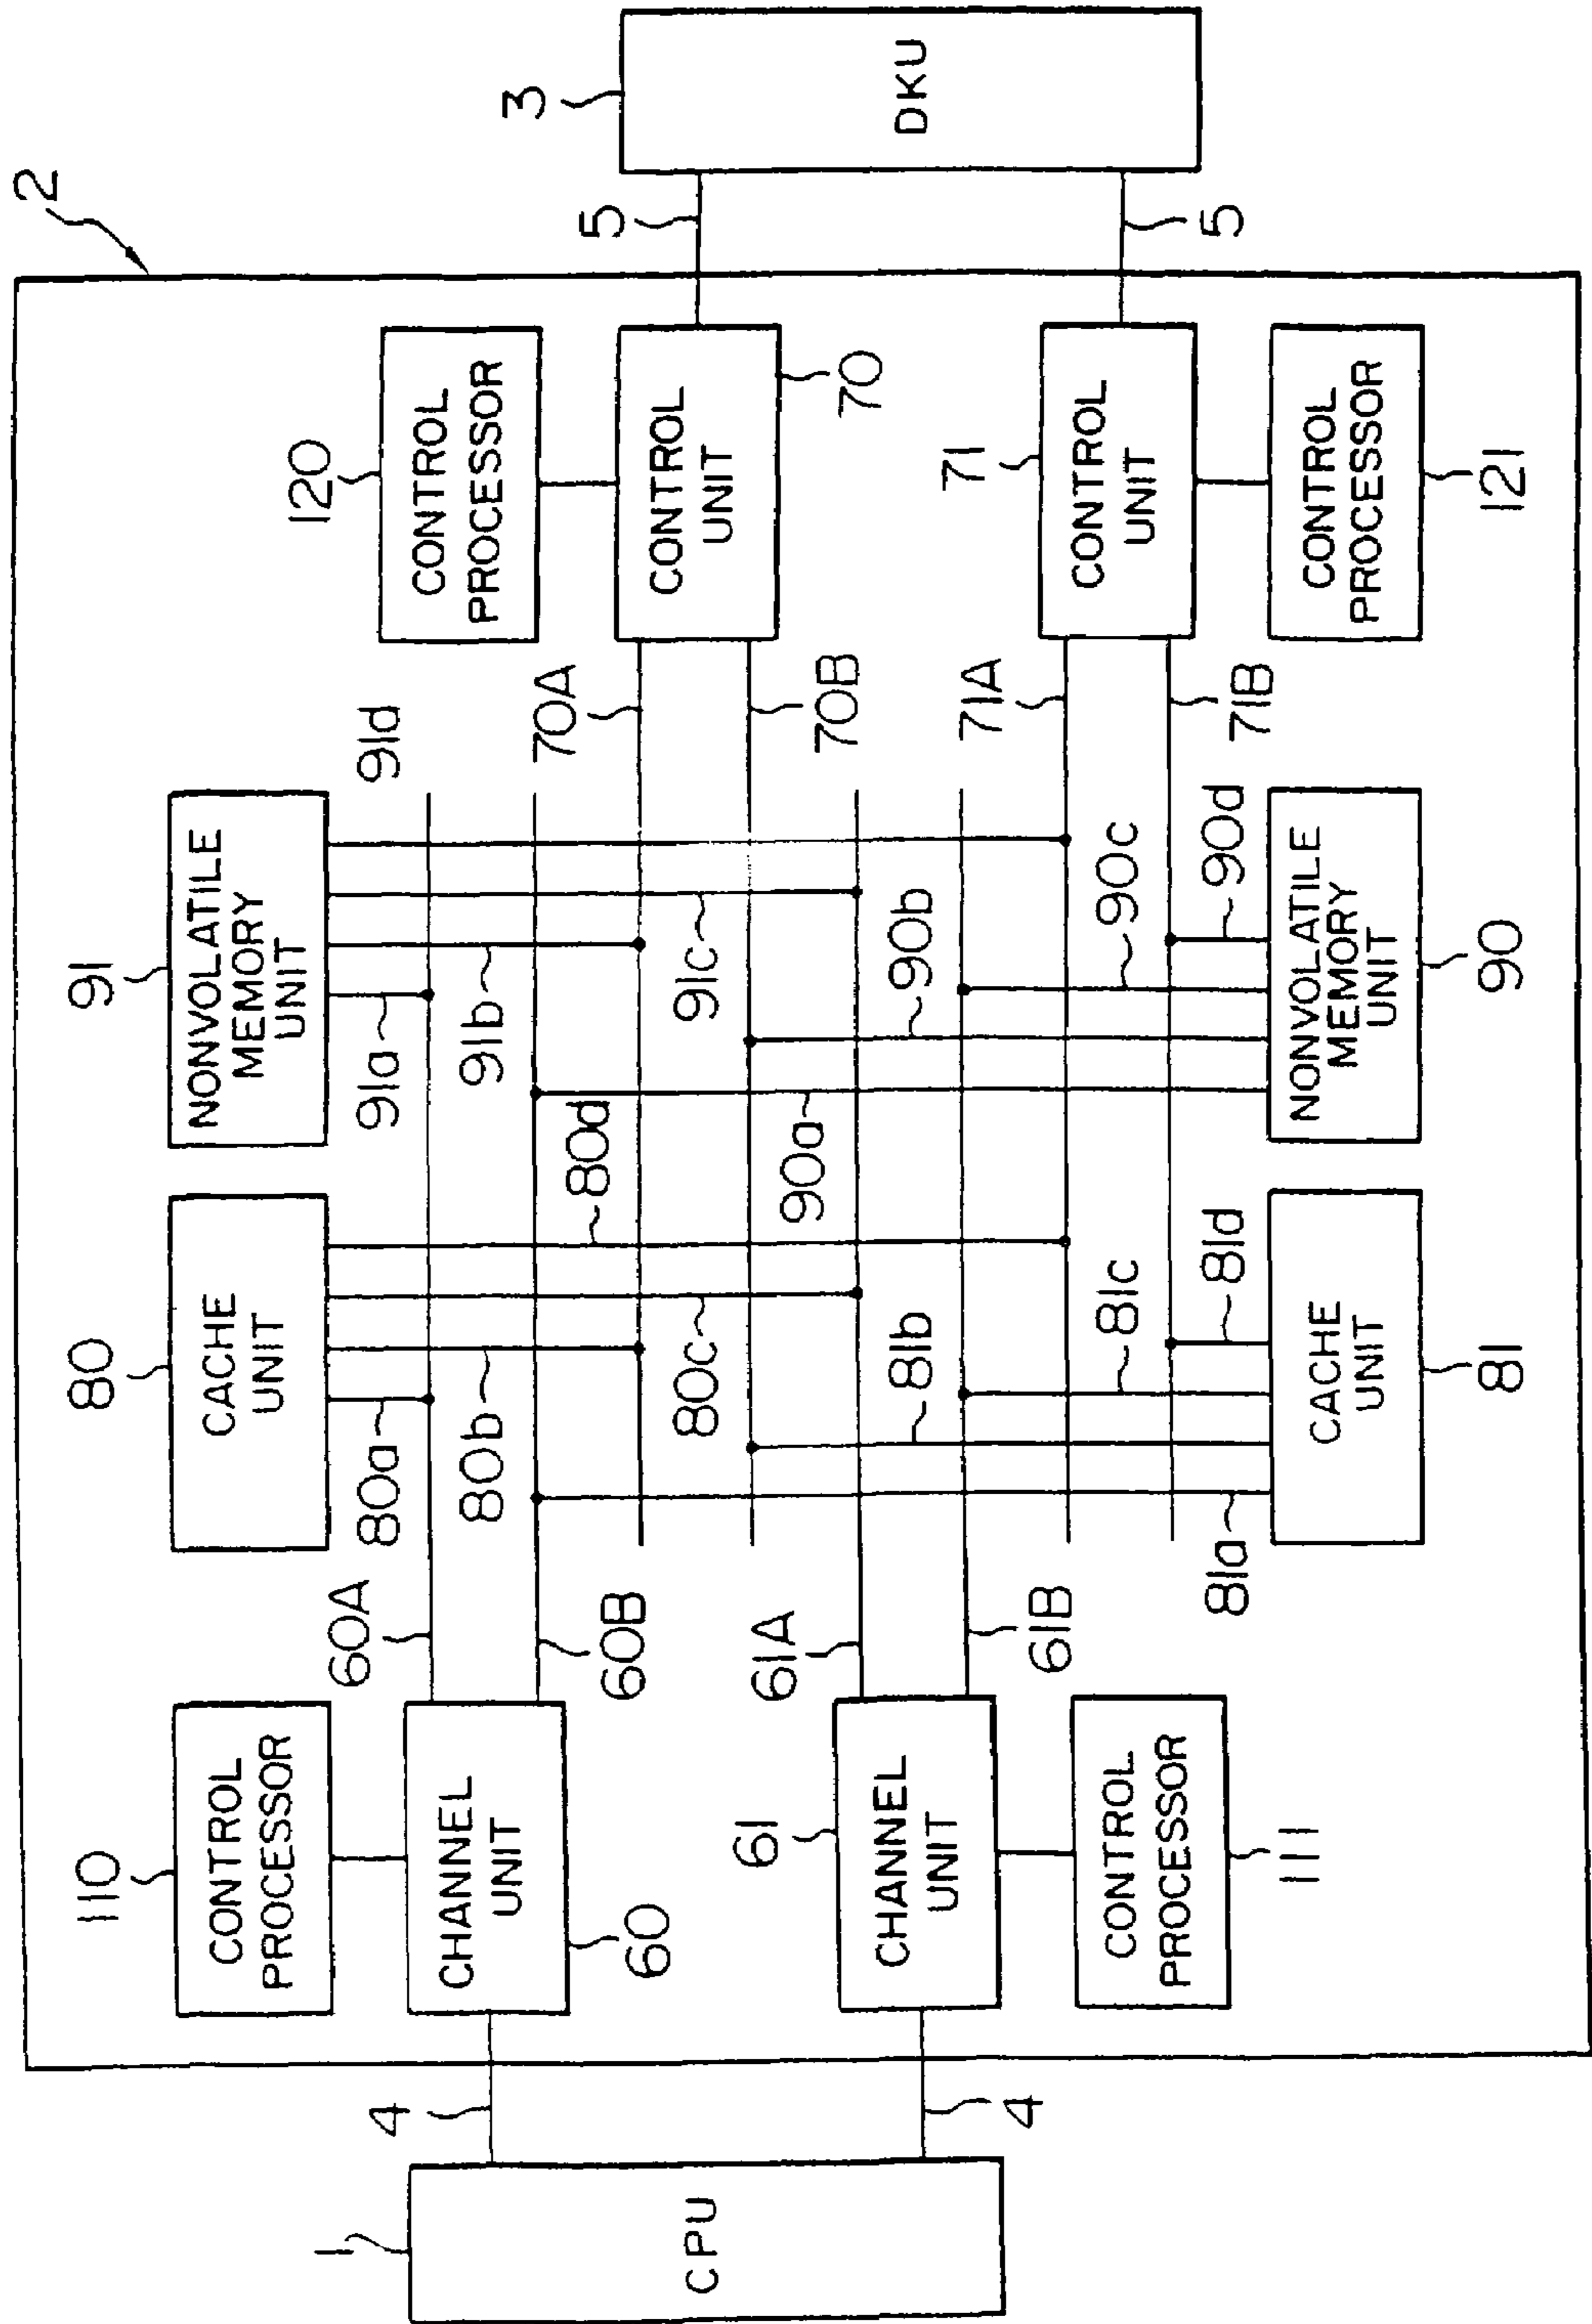 2
110
CONTROL
PROCESSOR
80
CACHE
UNIT
91
NONVOLATILE
MEMORY
UNIT
120
CONTROL
PROCESSOR
3
DKU
60A
80a
80b
80d
91a
91b
91d
1
CPU
4
CHANNEL
UNIT
60
60B
70A
CONTROL
UNIT
70
5
80c
90a
91c
70B
61
CHANNEL
UNIT
61A
61B
81b
90b
71A
71
CONTROL
UNIT
5
4
81c
90c
71B
81a
81d
90d
CONTROL
PROCESSOR
111
CACHE
UNIT
81
NONVOLATILE
MEMORY
UNIT
90
CONTROL
PROCESSOR
121